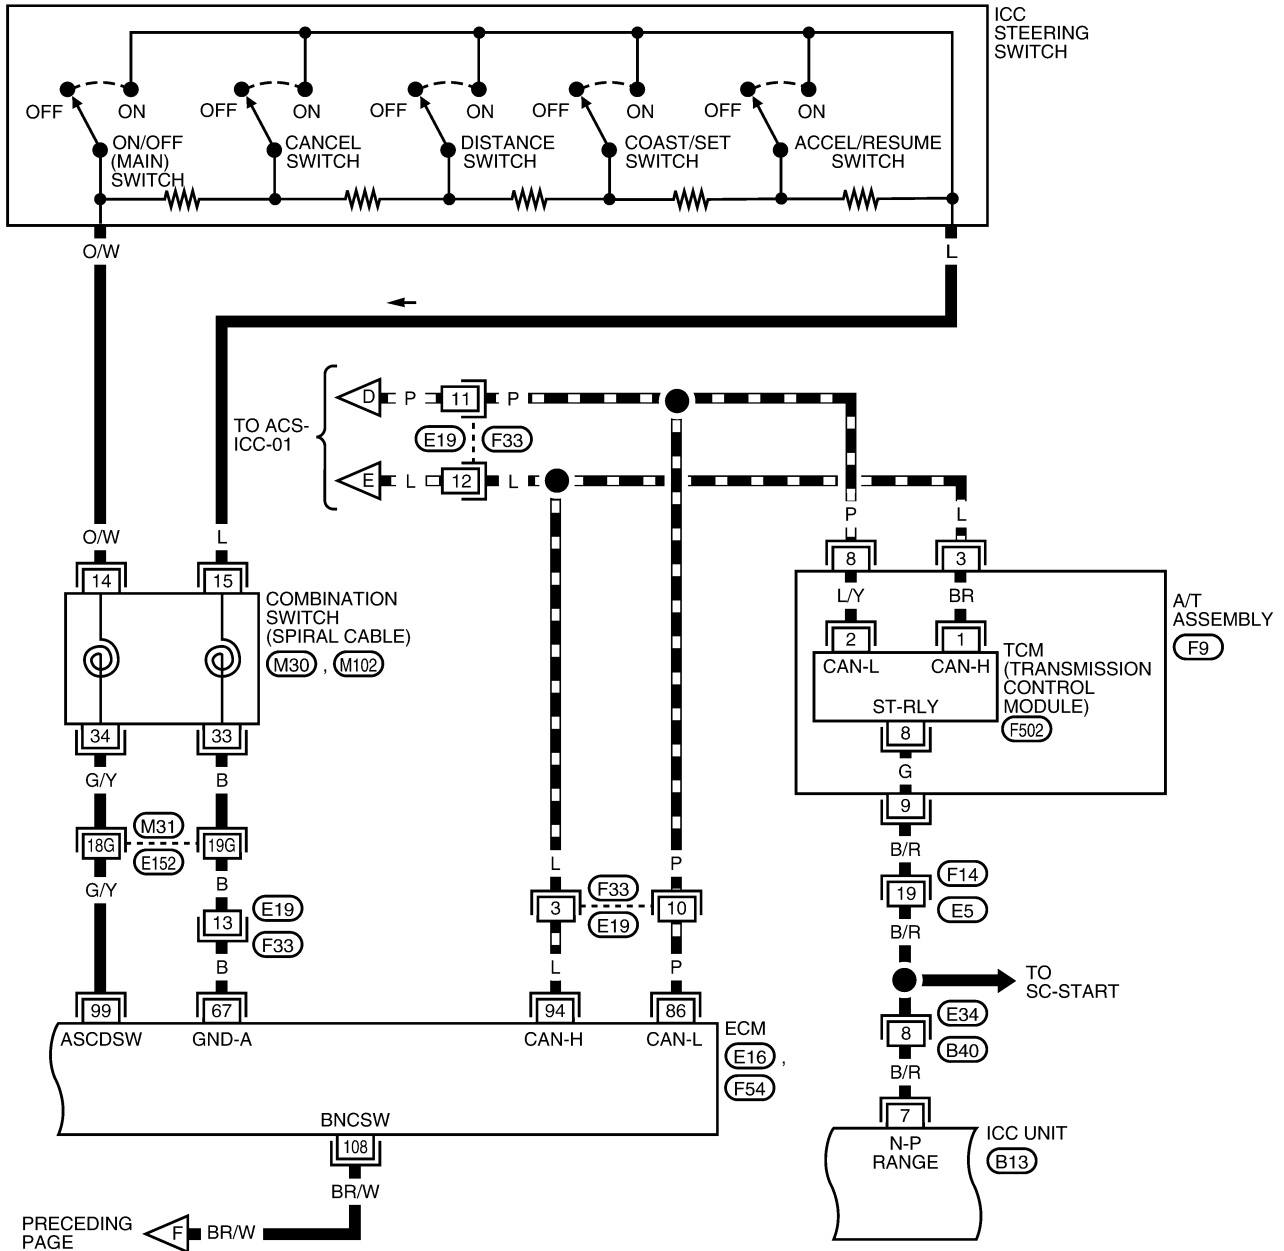 ICC
STEERING
SWITCH
OFF
ON
OFF
ON
OFF
ON
OFF
ON
OFF
ON
ON/OFF
(MAIN)
SWITCH
CANCEL
SWITCH
DISTANCE
SWITCH
COAST/SET
SWITCH
ACCEL/RESUME
SWITCH
O/W
L
TO ACS-
ICC-01
D
P
11
P
E19
F33
E
L
12
L
O/W
L
P
L
14
15
8
3
COMBINATION
SWITCH
(SPIRAL CABLE)
M30 , M102
L/Y
BR
A/T
ASSEMBLY
F9
2
1
CAN-L
CAN-H
TCM
(TRANSMISSION
CONTROL
MODULE)
F502
ST-RLY
8
G
9
34
33
G/Y
B
18G
M31
E152
19G
G/Y
B
13
E19
F33
B
L
P
3
F33
E19
10
L
P
B/R
19
F14
E5
B/R
TO
SC-START
8
E34
B40
B/R
99
67
94
86
ASCDSW
GND-A
CAN-H
CAN-L
ECM
E16 ,
F54
BNCSW
108
BR/W
PRECEDING
PAGE
F
BR/W
7
N-P
RANGE
ICC UNIT
B13